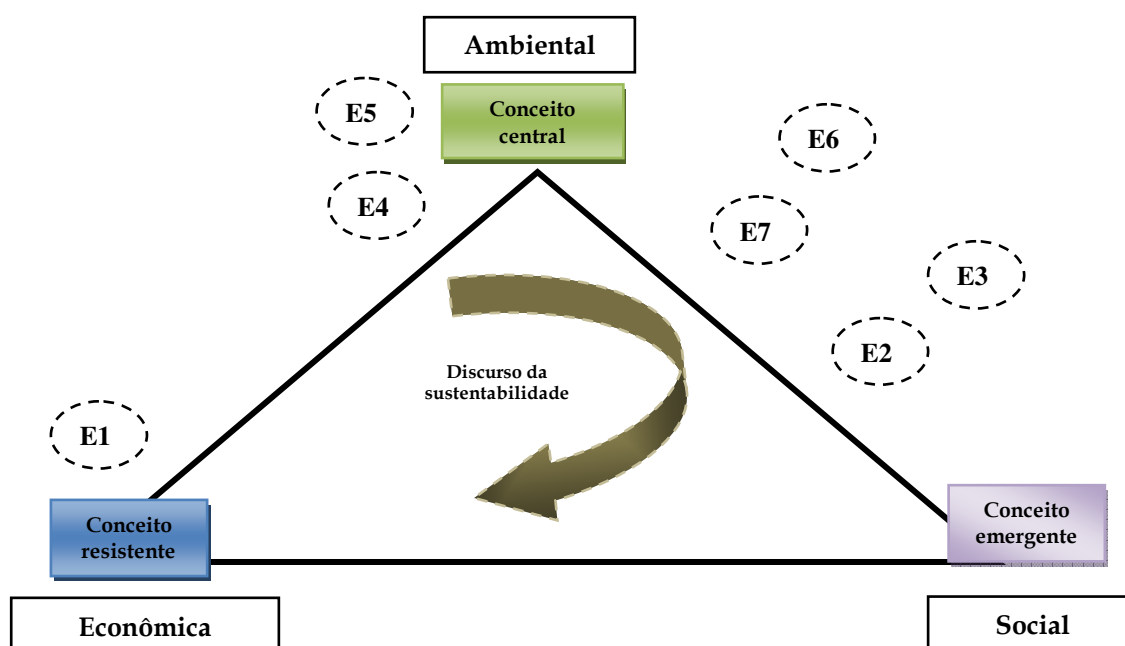 Ambiental
Conceito
central
E5
E6
E4
E7
E3
E2
Discurso da
sustentabilidade
E1
Conceito
resistente
Conceito
emergente
Econômica
Social